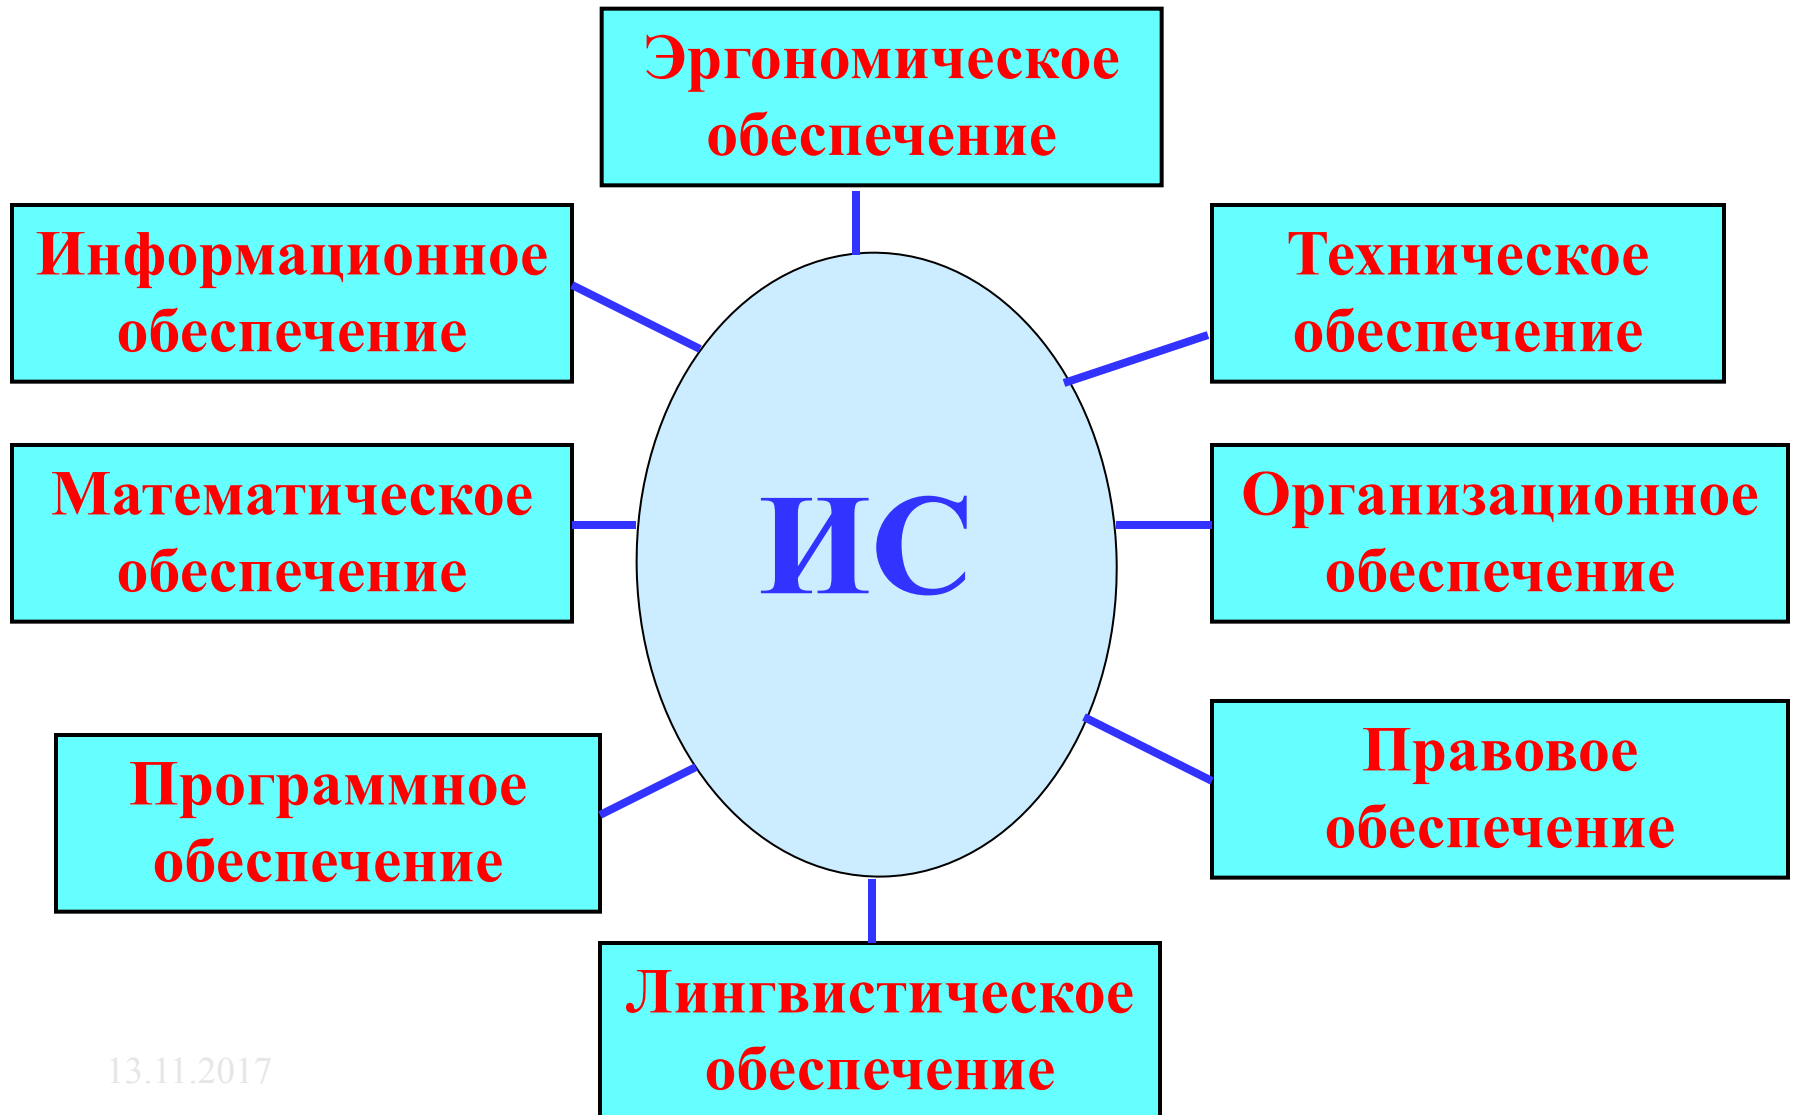 Эргономическое
обеспечение
Информационное
обеспечение
Техническое
обеспечение
Математическое
обеспечение
ИС
Организационное
обеспечение
Программное
обеспечение
Правовое
обеспечение
Лингвистическое
обеспечение
13.11.2017